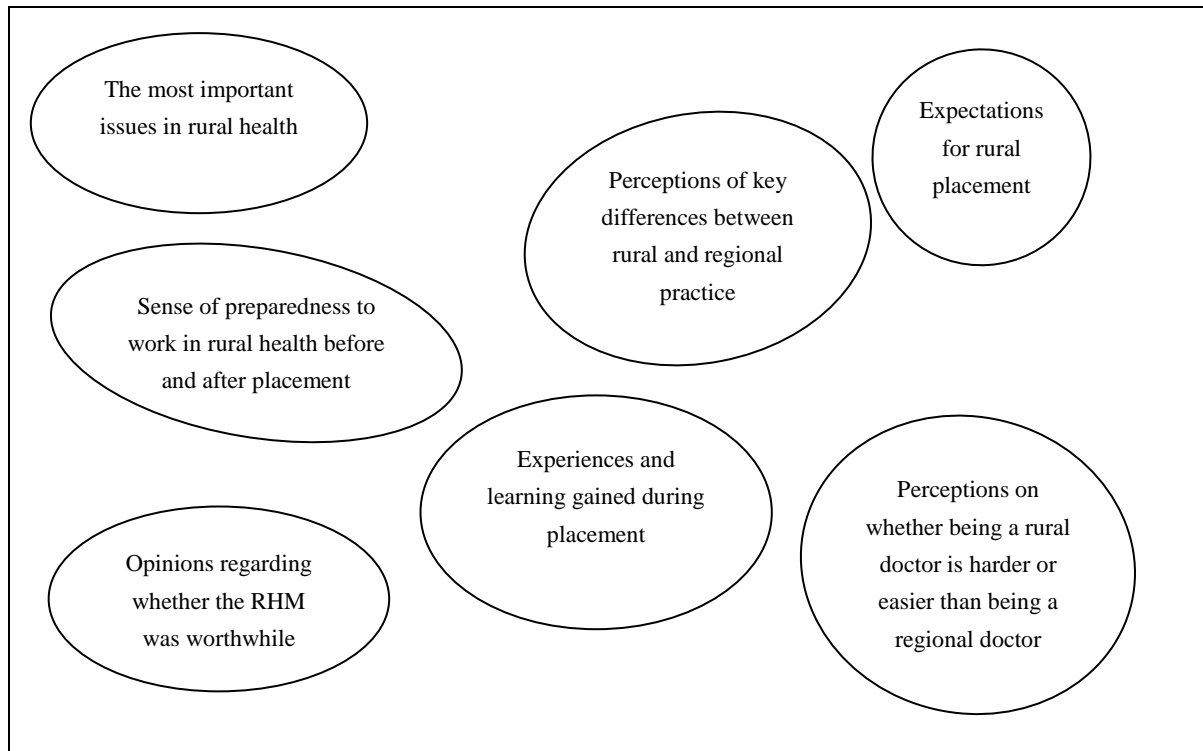 The most important
issues in rural health
Expectations
for rural
placement
Perceptions of key
differences between
rural and regional
practice
Sense of preparedness to
work in rural health before
and after placement
Experiences and
learning gained during
placement
Perceptions on
whether being a rural
doctor is harder or
easier than being a
regional doctor
Opinions regarding
whether the RHM
was worthwhile